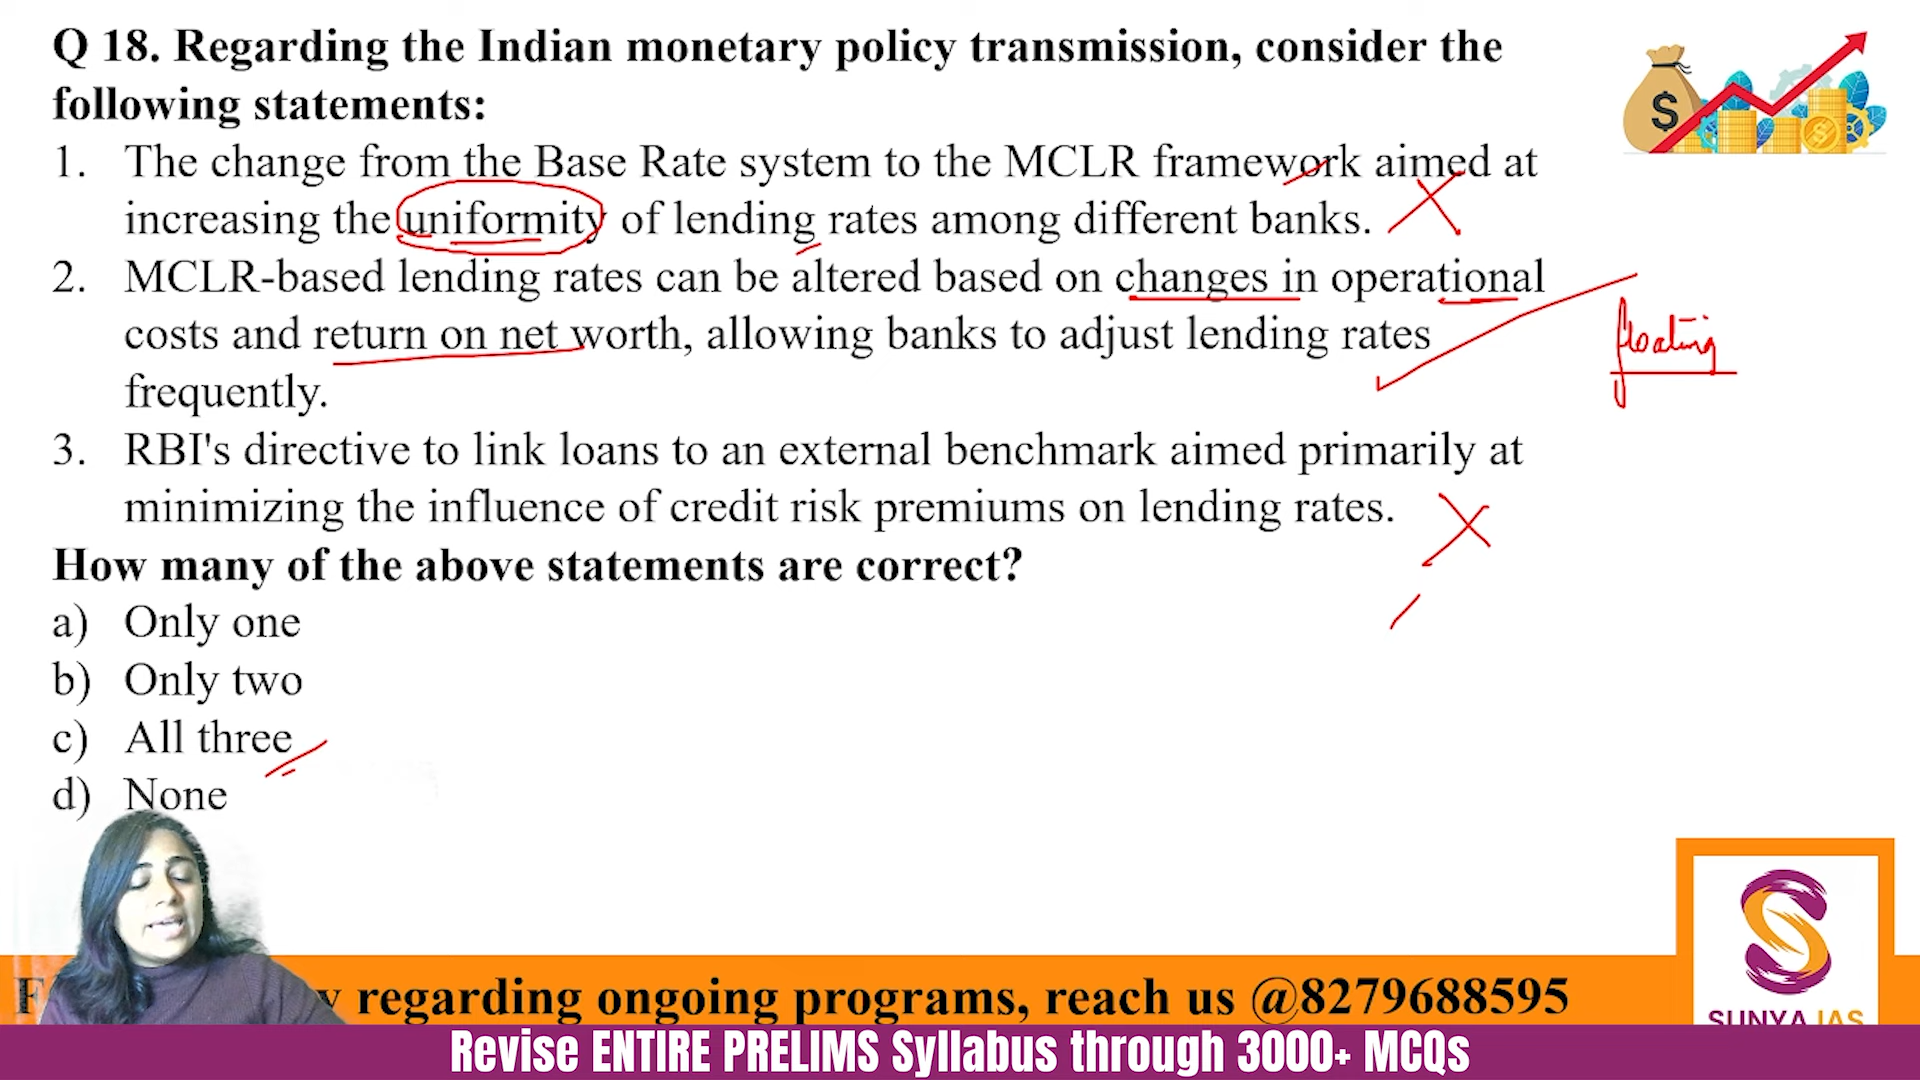 Q 18. Regarding the Indian monetary policy transmission, consider the
following statements:
1. The change from the Base Rate system to the MCLR framework aimed at
increasing the uniformity of lending rates among different banks.
2. MCLR-based lending rates can be altered based on changes in operational
costs and return on net worth, allowing banks to adjust lending rates
frequently.
floating
3. RBI's directive to link loans to an external benchmark aimed primarily at
minimizing the influence of credit risk premiums on lending rates.
How many of the above statements are correct?
a) Only one
b) Only two
c) All three
d) None
regarding ongoing programs, reach us @8279688595
SUNYA IAS
Revise ENTIRE PRELIMS Syllabus through 3000+ MCQs